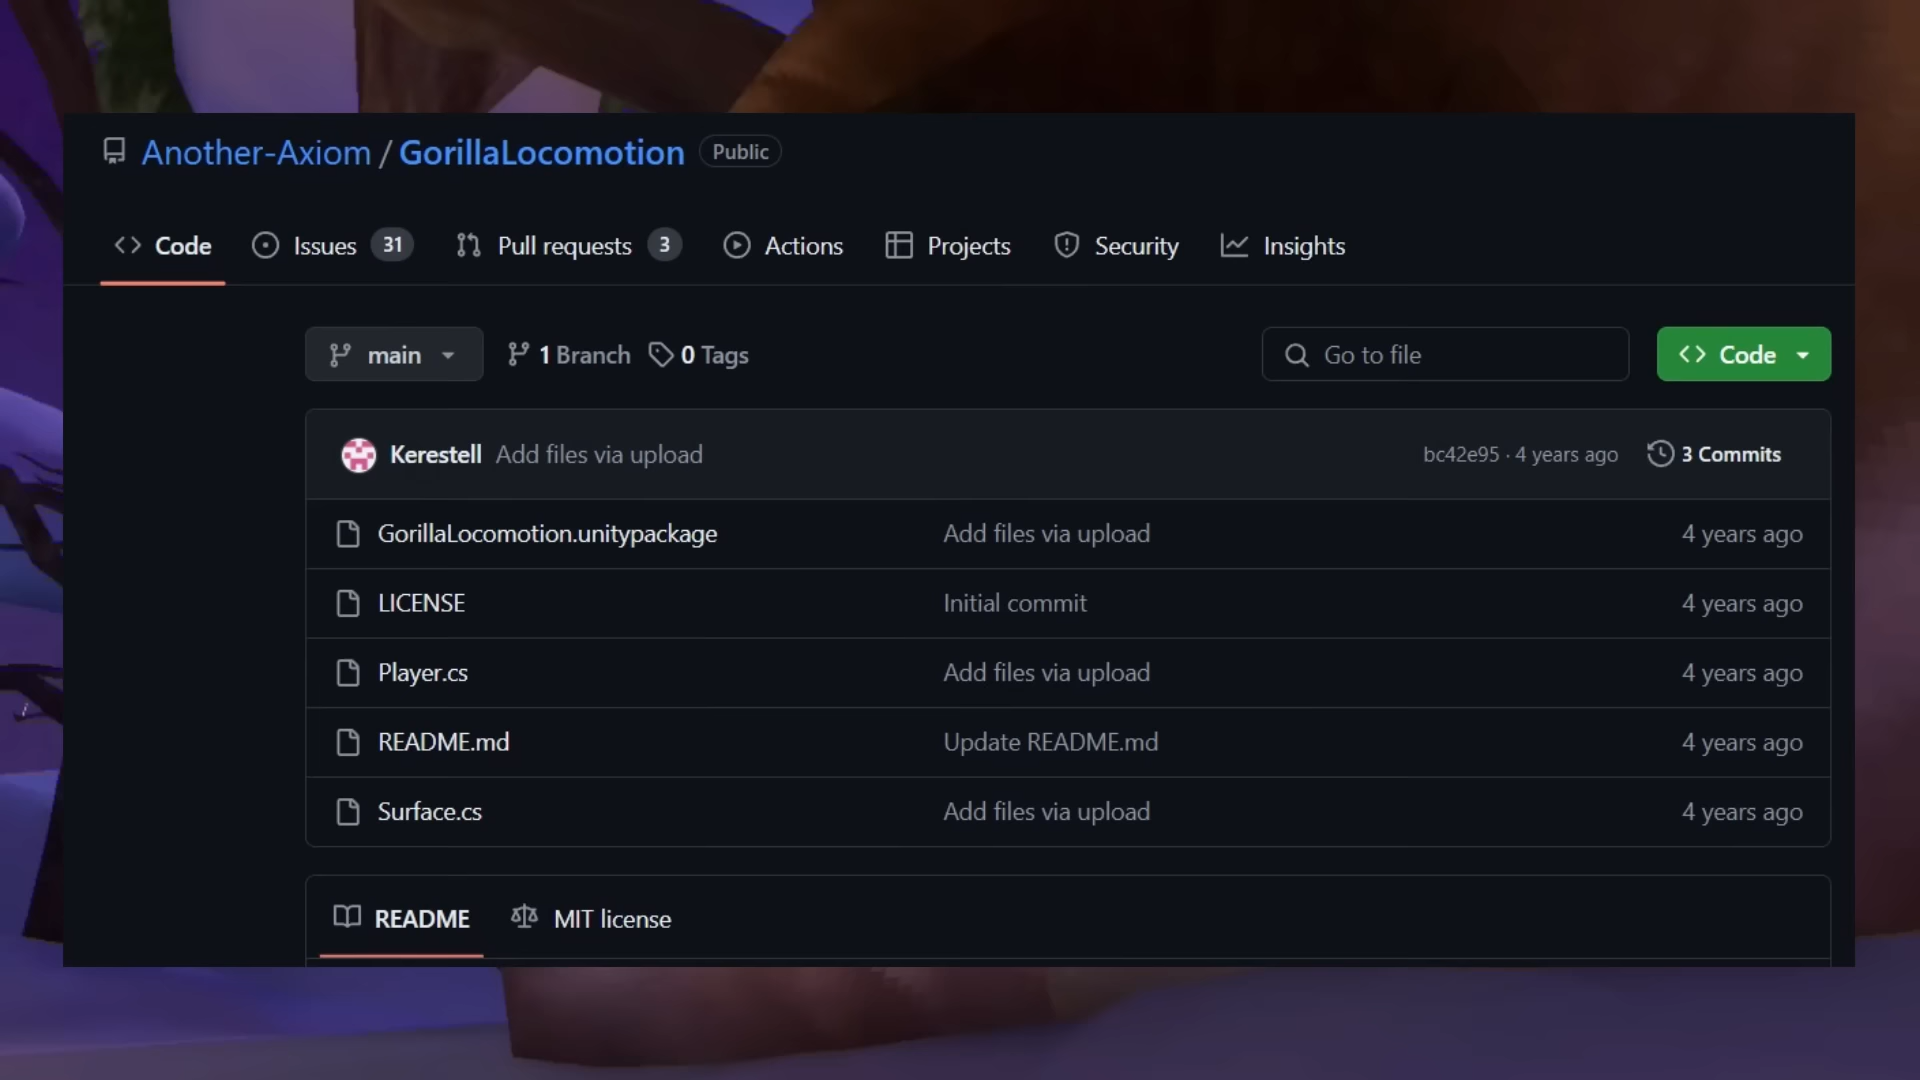 Another-Axiom / GorillaLocomotion Public
Code Issues 31 Pull requests 3 Actions Projects Security Insights
main 1 Branch 0 Tags Go to file Code
Kerestell Add files via upload bc42e95 · 4 years ago 3 Commits
GorillaLocomotion.unitypackage Add files via upload 4 years ago
LICENSE Initial commit 4 years ago
Player.cs Add files via upload 4 years ago
README.md Update README.md 4 years ago
Surface.cs Add files via upload 4 years ago
README MIT license